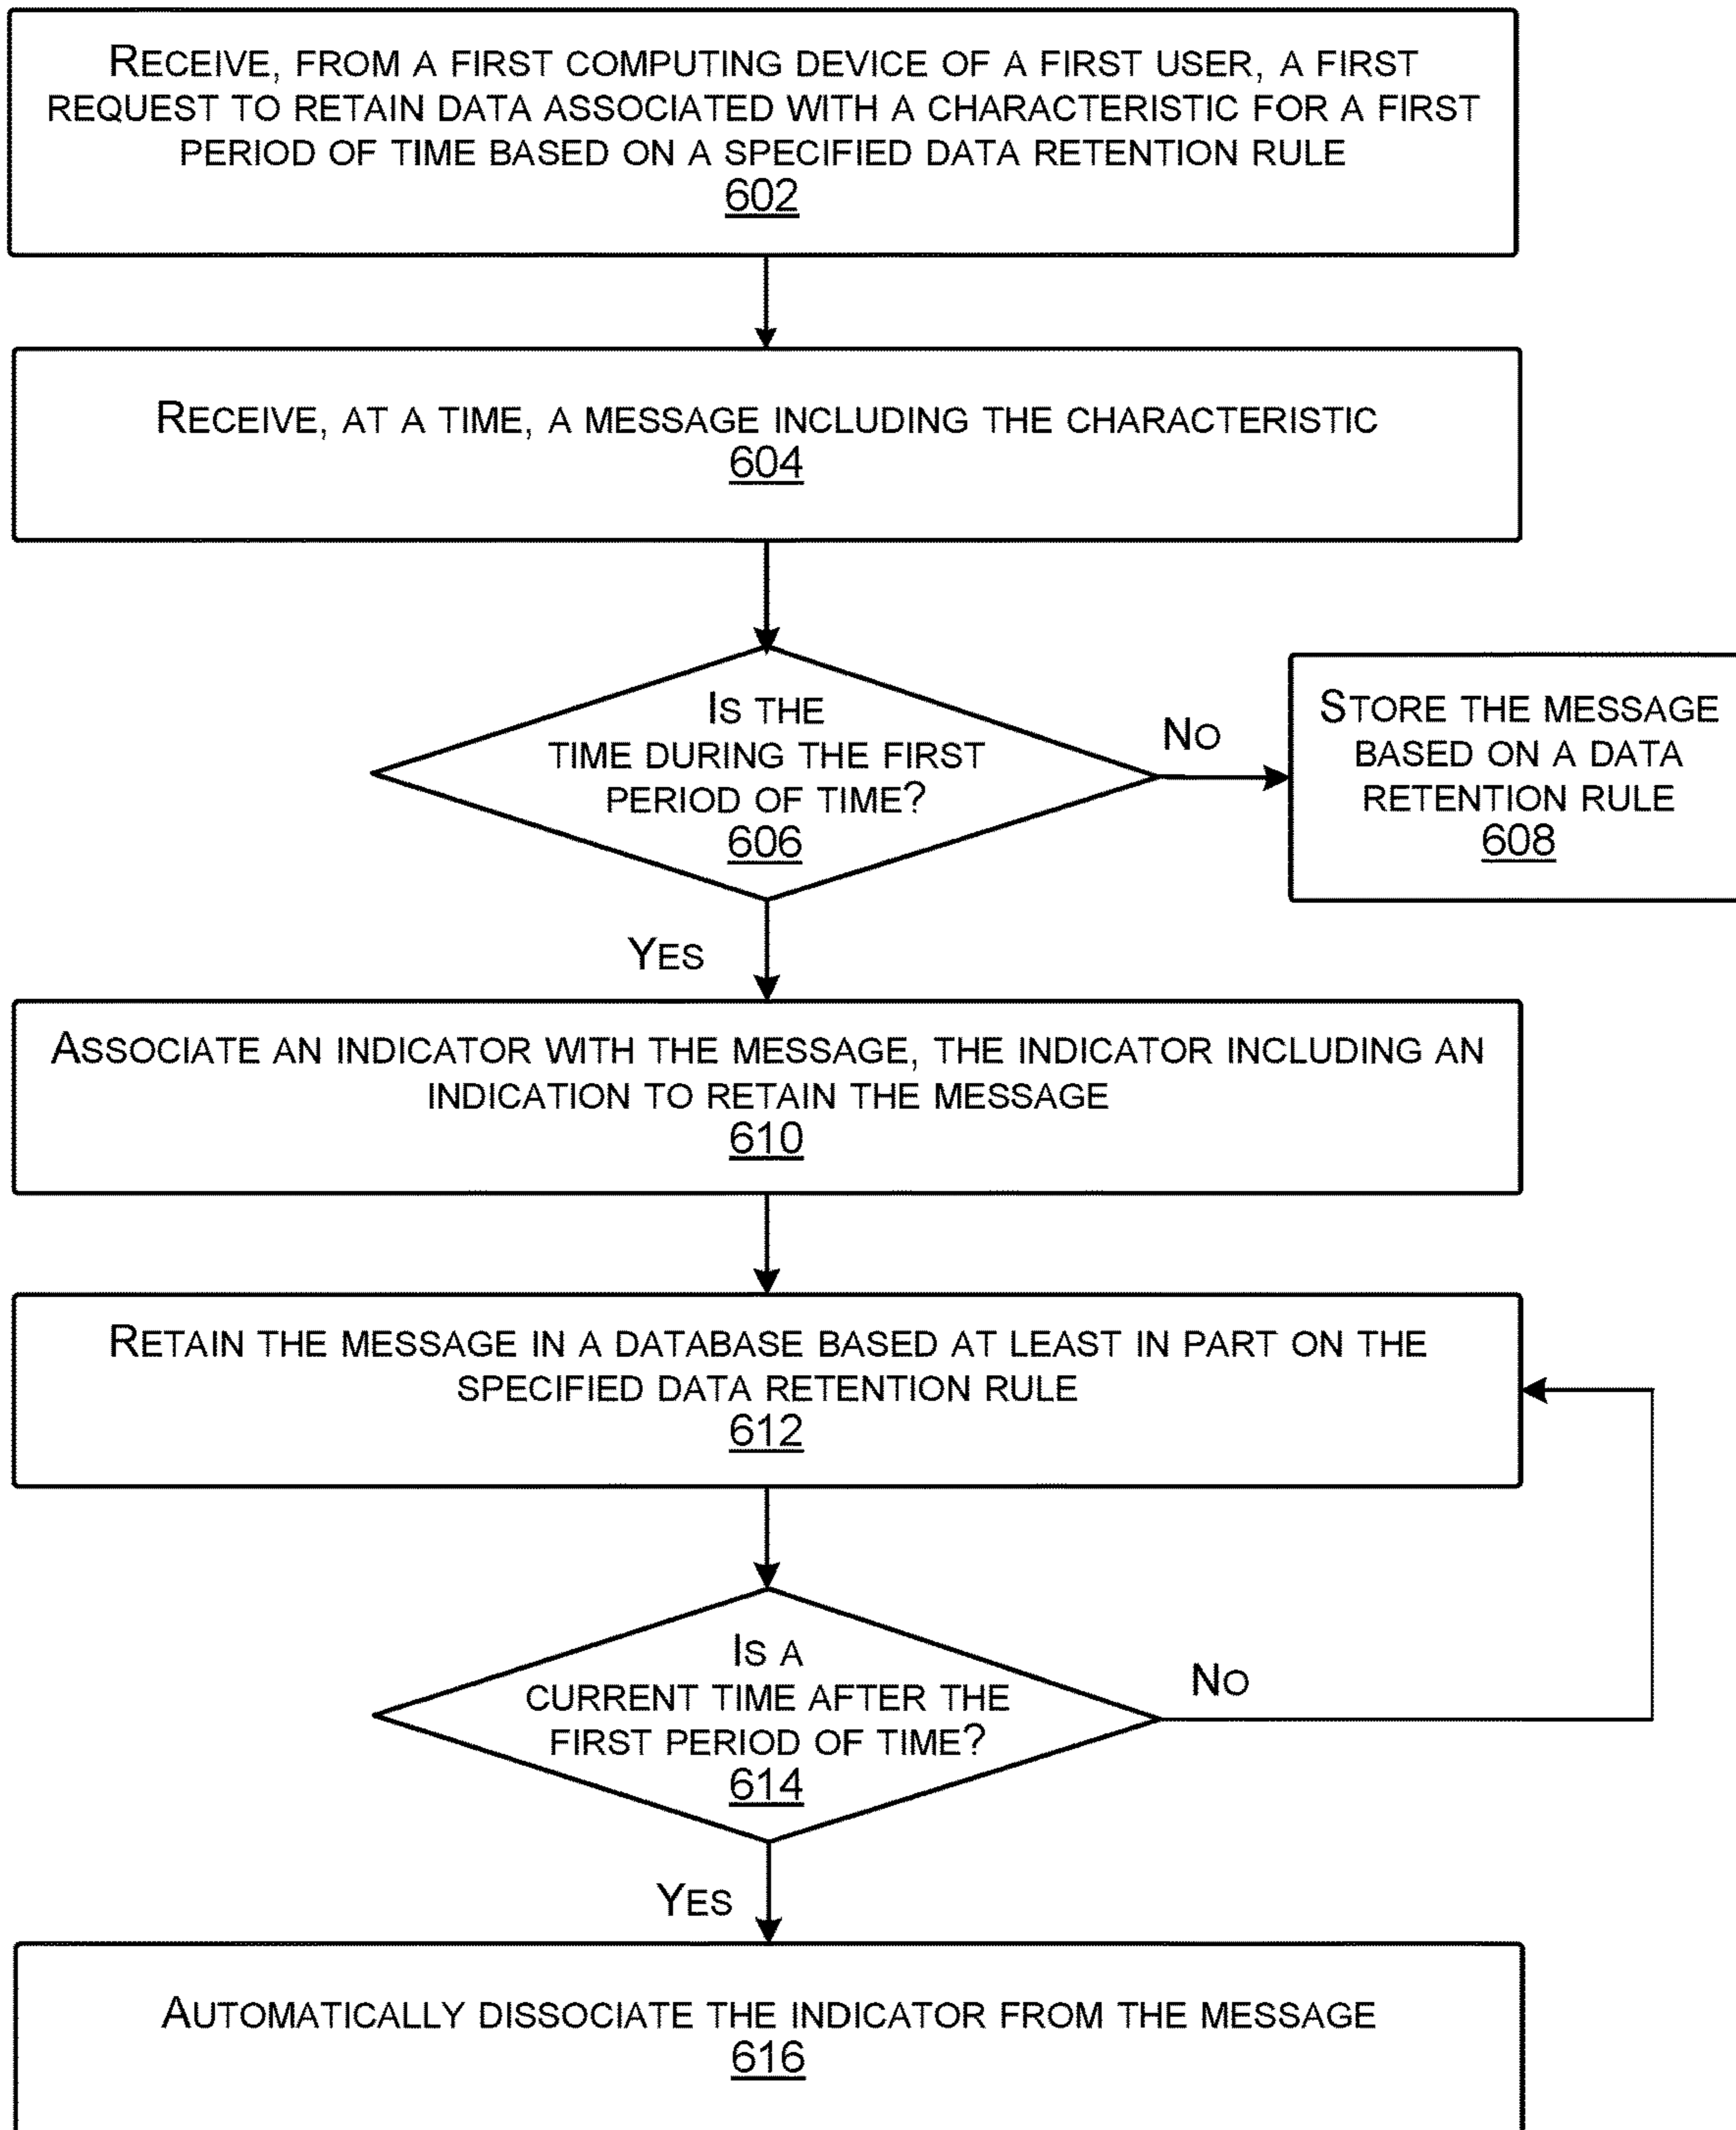 RECEIVE, FROM A FIRST COMPUTING DEVICE OF A FIRST USER, A FIRST
REQUEST TO RETAIN DATA ASSOCIATED WITH A CHARACTERISTIC FOR A FIRST
PERIOD OF TIME BASED ON A SPECIFIED DATA RETENTION RULE
602
RECEIVE, AT A TIME, A MESSAGE INCLUDING THE CHARACTERISTIC
604
IS THE
TIME DURING THE FIRST
PERIOD OF TIME?
606
NO
STORE THE MESSAGE
BASED ON A DATA
RETENTION RULE
608
YES
ASSOCIATE AN INDICATOR WITH THE MESSAGE, THE INDICATOR INCLUDING AN
INDICATION TO RETAIN THE MESSAGE
610
RETAIN THE MESSAGE IN A DATABASE BASED AT LEAST IN PART ON THE
SPECIFIED DATA RETENTION RULE
612
IS A
CURRENT TIME AFTER THE
FIRST PERIOD OF TIME?
614
NO
YES
AUTOMATICALLY DISSOCIATE THE INDICATOR FROM THE MESSAGE
616